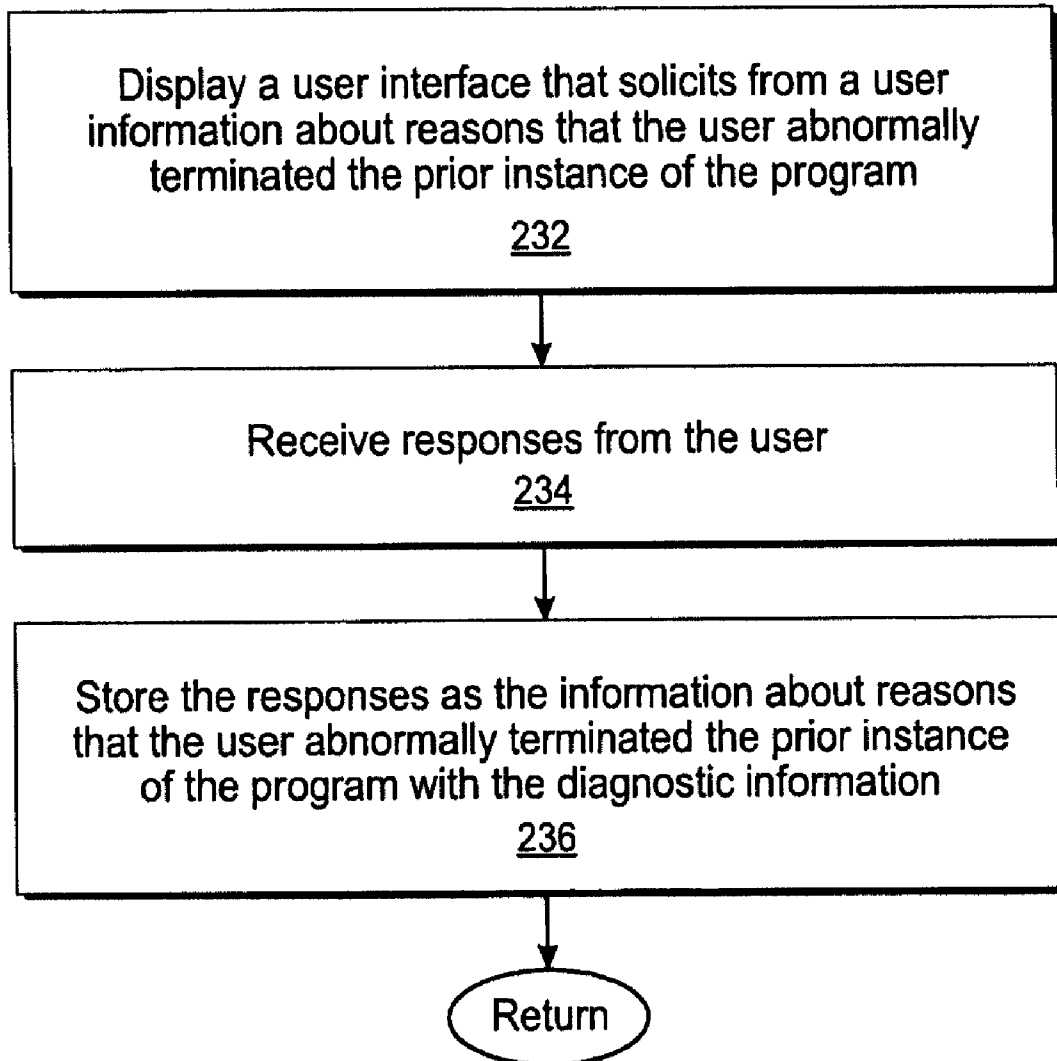 Display a user interface that solicits from a user
information about reasons that the user abnormally
terminated the prior instance of the program
232
Receive responses from the user
234
Store the responses as the information about reasons
that the user abnormally terminated the prior instance
of the program with the diagnostic information
236
Return